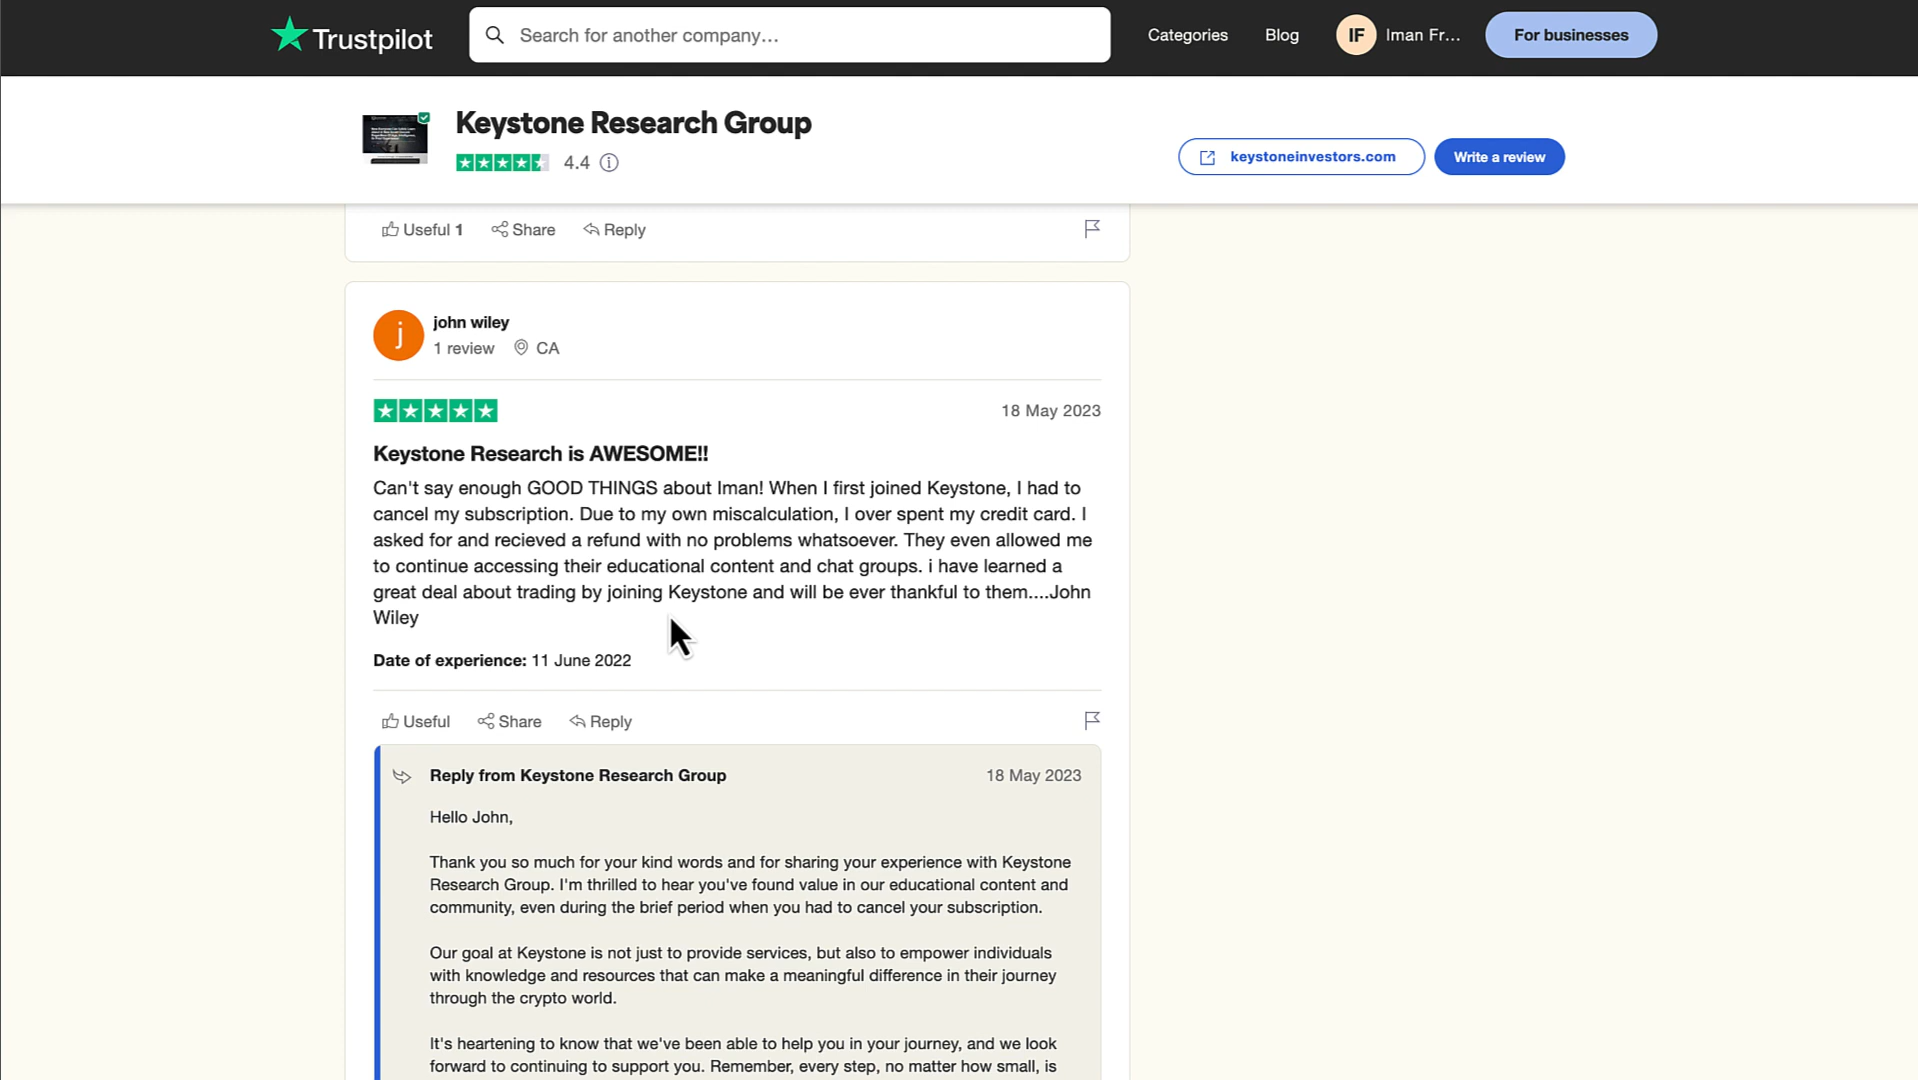 Trustpilot
Search for another company...
Categories
Blog
IF
Iman Fr...
For businesses
Keystone Research Group
4.4
keystoneinvestors.com
Write a review
Useful 1
Share
Reply
j
john wiley
1 review
CA
18 May 2023
Keystone Research is AWESOME!!
Can't say enough GOOD THINGS about Iman! When I first joined Keystone, I had to
cancel my subscription. Due to my own miscalculation, I over spent my credit card. I
asked for and recieved a refund with no problems whatsoever. They even allowed me
to continue accessing their educational content and chat groups. i have learned a
great deal about trading by joining Keystone and will be ever thankful to them....John
Wiley
Date of experience: 11 June 2022
Useful
Share
Reply
Reply from Keystone Research Group
18 May 2023
Hello John,
Thank you so much for your kind words and for sharing your experience with Keystone
Research Group. I'm thrilled to hear you've found value in our educational content and
community, even during the brief period when you had to cancel your subscription.
Our goal at Keystone is not just to provide services, but also to empower individuals
with knowledge and resources that can make a meaningful difference in their journey
through the crypto world.
It's heartening to know that we've been able to help you in your journey, and we look
forward to continuing to support you. Remember, every step, no matter how small, is